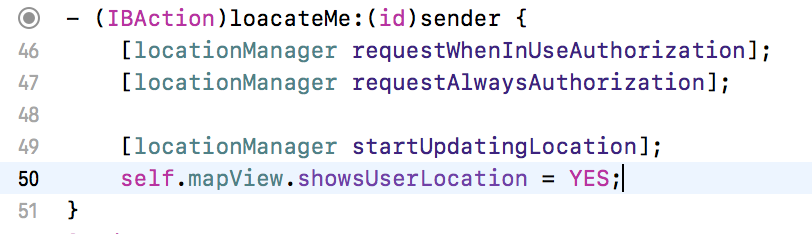 - (IBAction)loacateMe:(id)sender {
46 [locationManager requestWhenInUseAuthorization];
47 [locationManager requestAlwaysAuthorization];
48
49 [locationManager startUpdatingLocation];
50 self.mapView.showsUserLocation = YES;
51 }